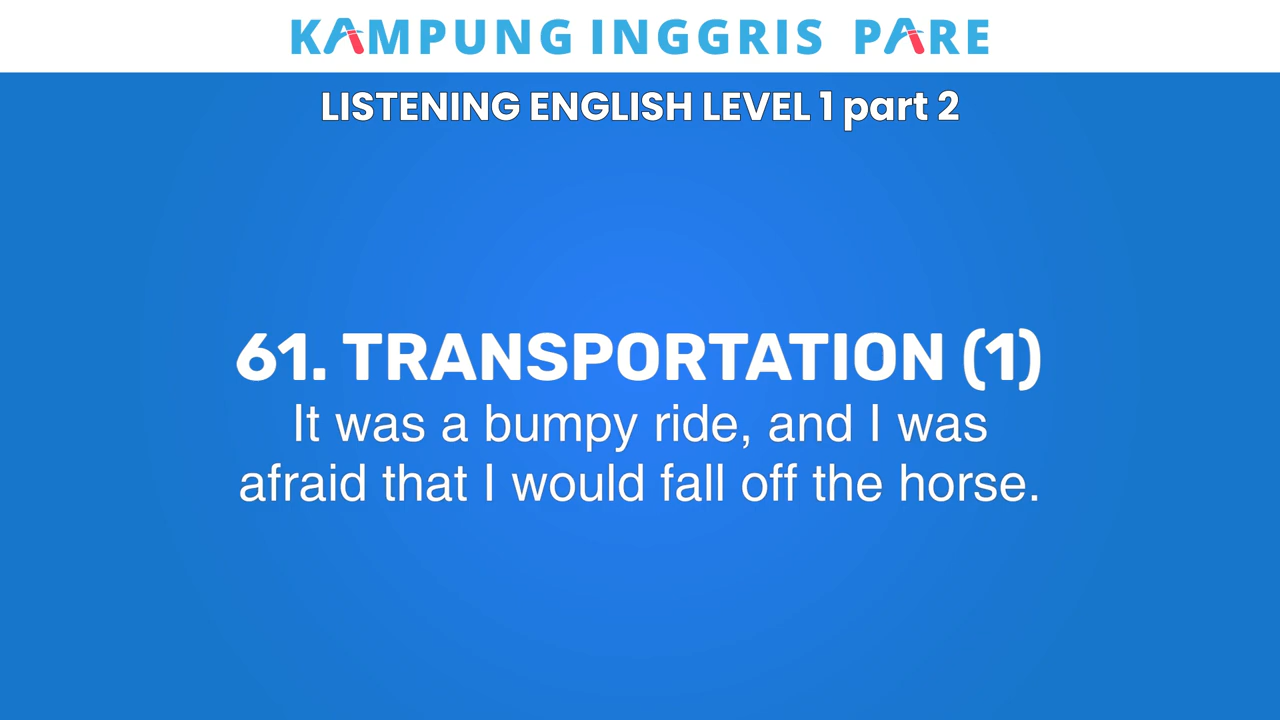 KAMPUNG INGGRIS PARE
LISTENING ENGLISH LEVEL 1 part 2
61. TRANSPORTATION (1)
It was a bumpy ride, and I was
afraid that I would fall off the horse.